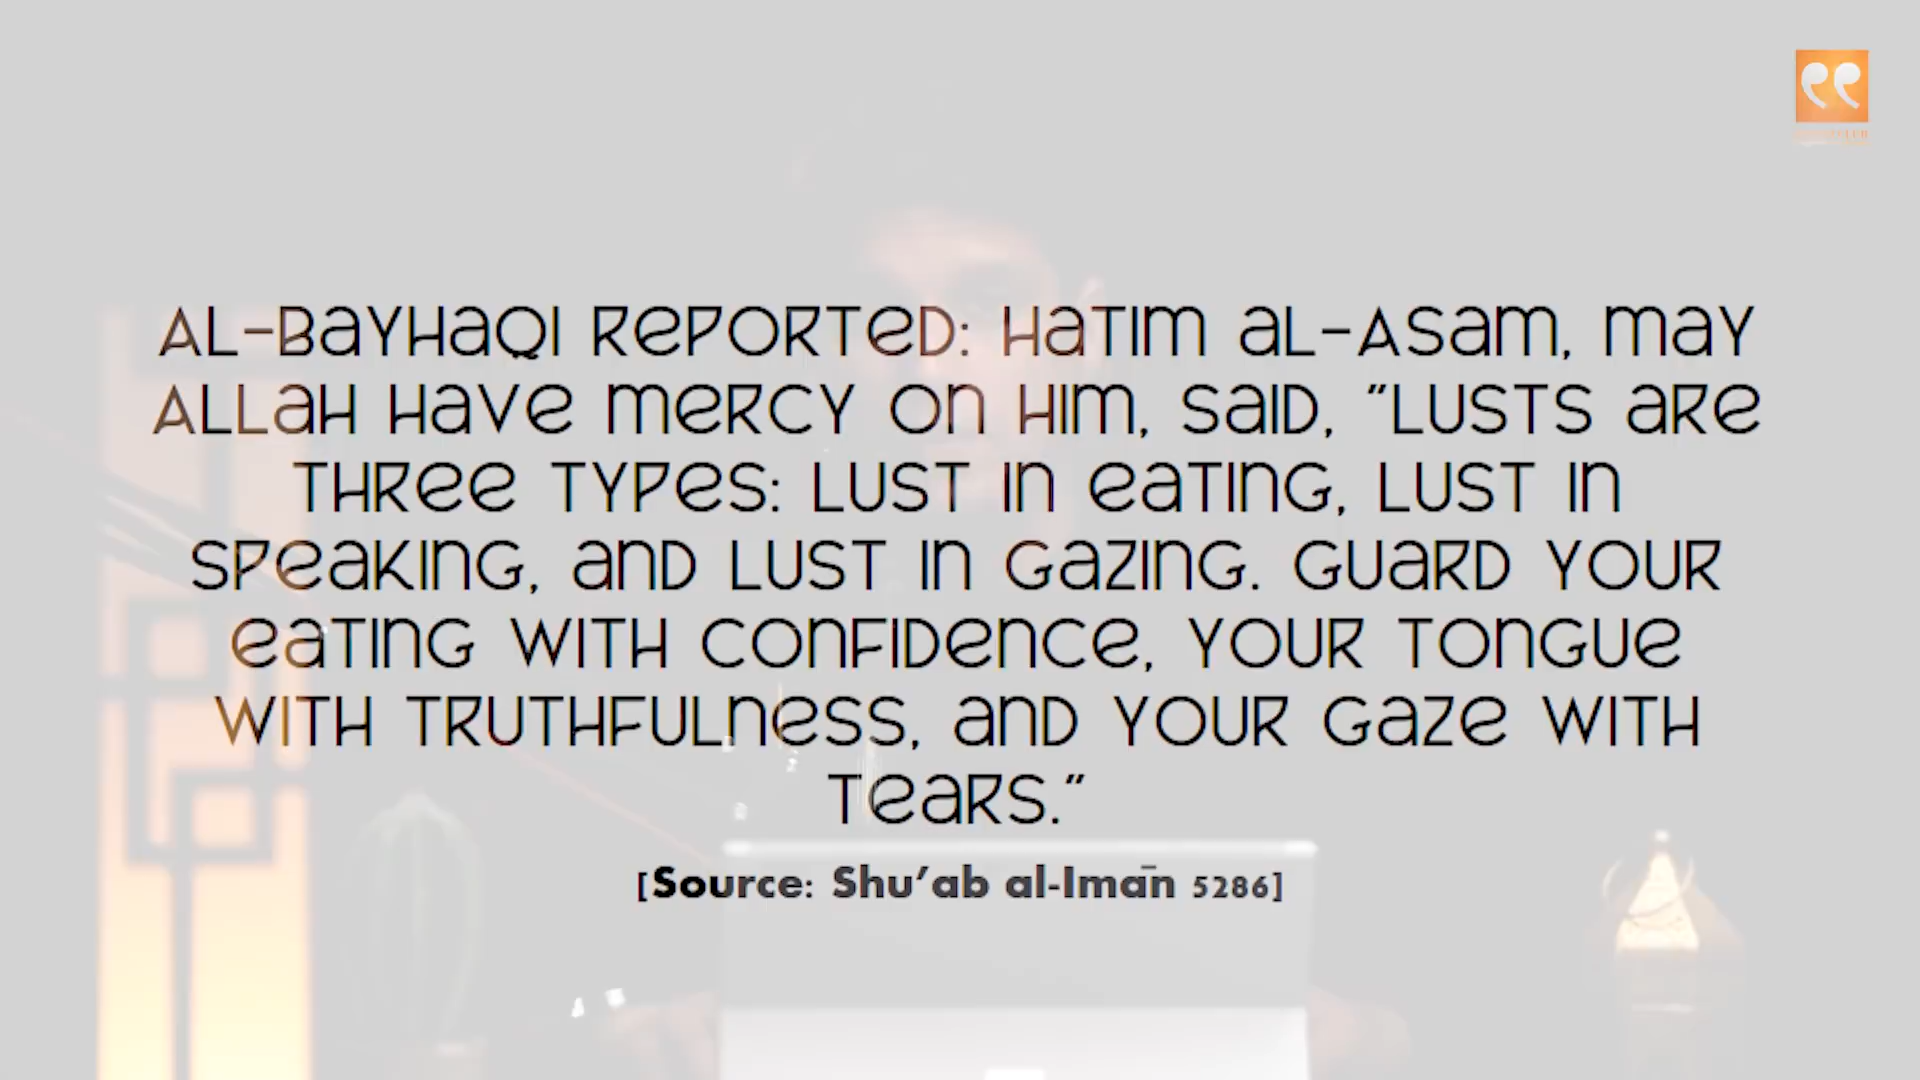 AL-BAYHAQI REPORTED: HATIM AL-ASAM, MAY
ALLAH HAVE MERCY ON HIM, SAID, "LUSTS ARE
THREE TYPES: LUST IN EATING, LUST IN
SPEAKING, AND LUST IN GAZING. GUARD YOUR
EATING WITH CONFIDENCE, YOUR TONGUE
WITH TRUTHFULNESS, AND YOUR GAZE WITH
TEARS."
[Source: Shu'ab al-Imān 5286]